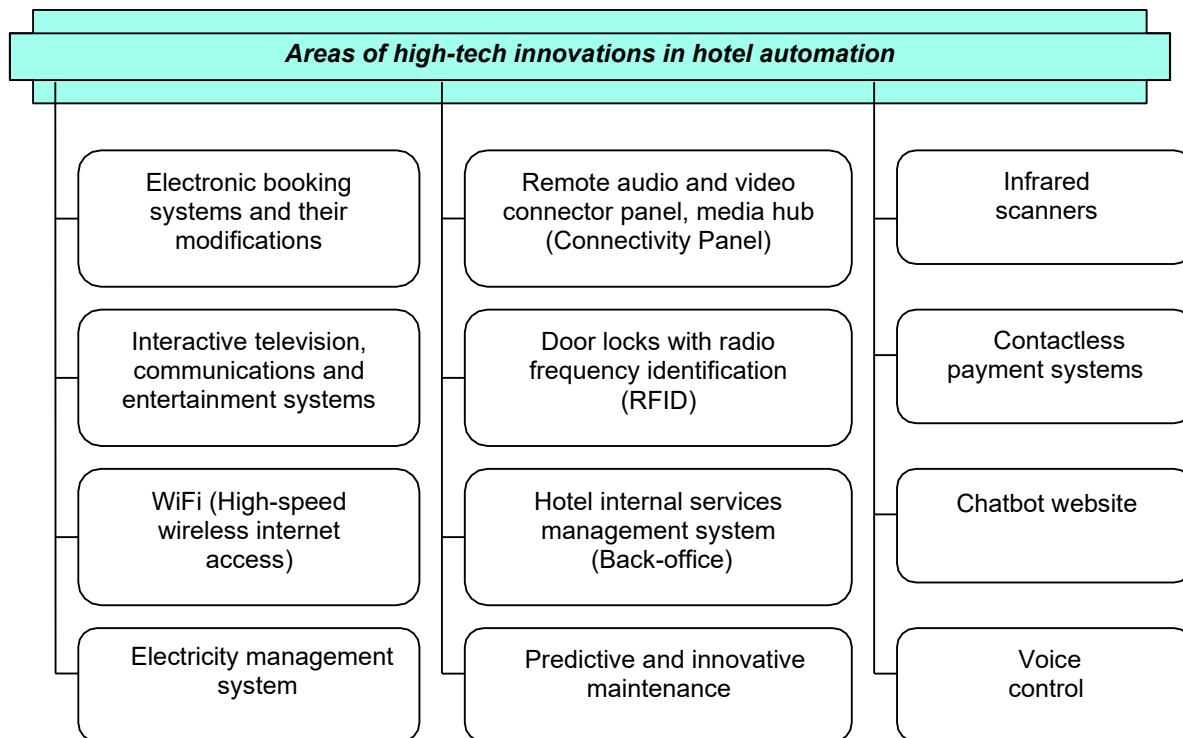 Areas of high-tech innovations in hotel automation
Electronic booking
systems and their
modifications
Remote audio and video
connector panel, media hub
(Connectivity Panel)
Infrared
scanners
Interactive television,
communications and
entertainment systems
Door locks with radio
frequency identification
(RFID)
Contactless
payment systems
WiFi (High-speed
wireless internet
access)
Hotel internal services
management system
(Back-office)
Chatbot website
Electricity management
system
Predictive and innovative
maintenance
Voice
control